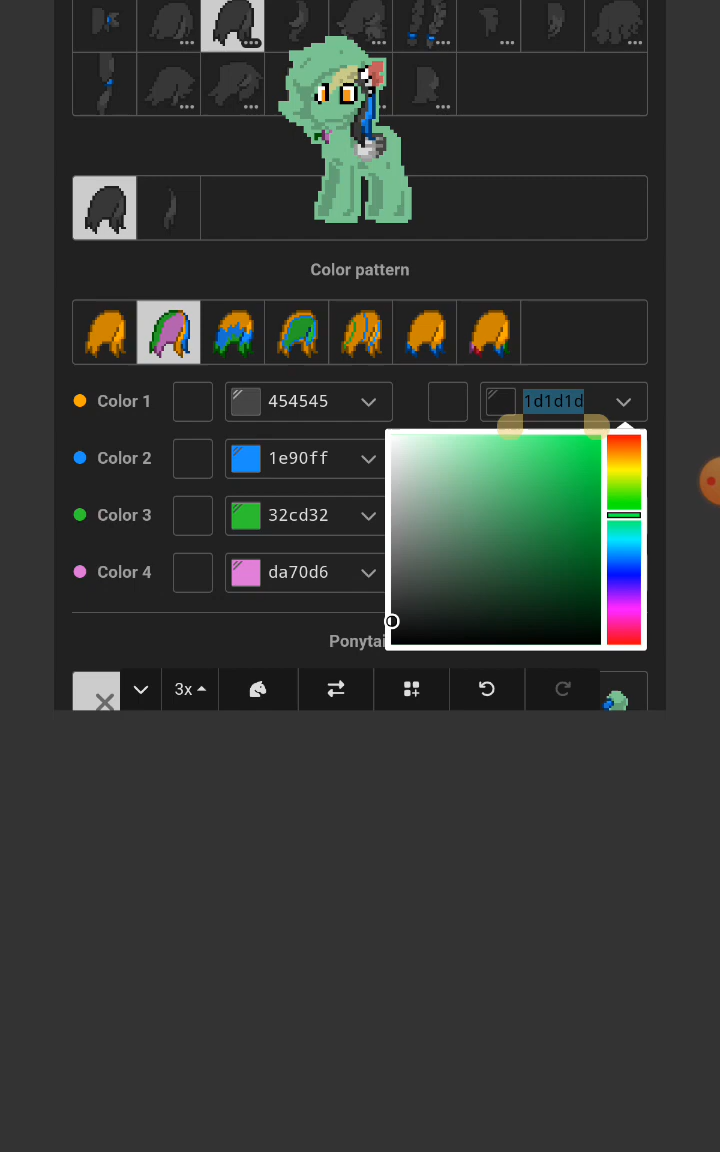 Color pattern
Color 1 454545 1d1d1d
Color 2 1e90ff
Color 3 32cd32
Color 4 da70d6
Ponytai
3x